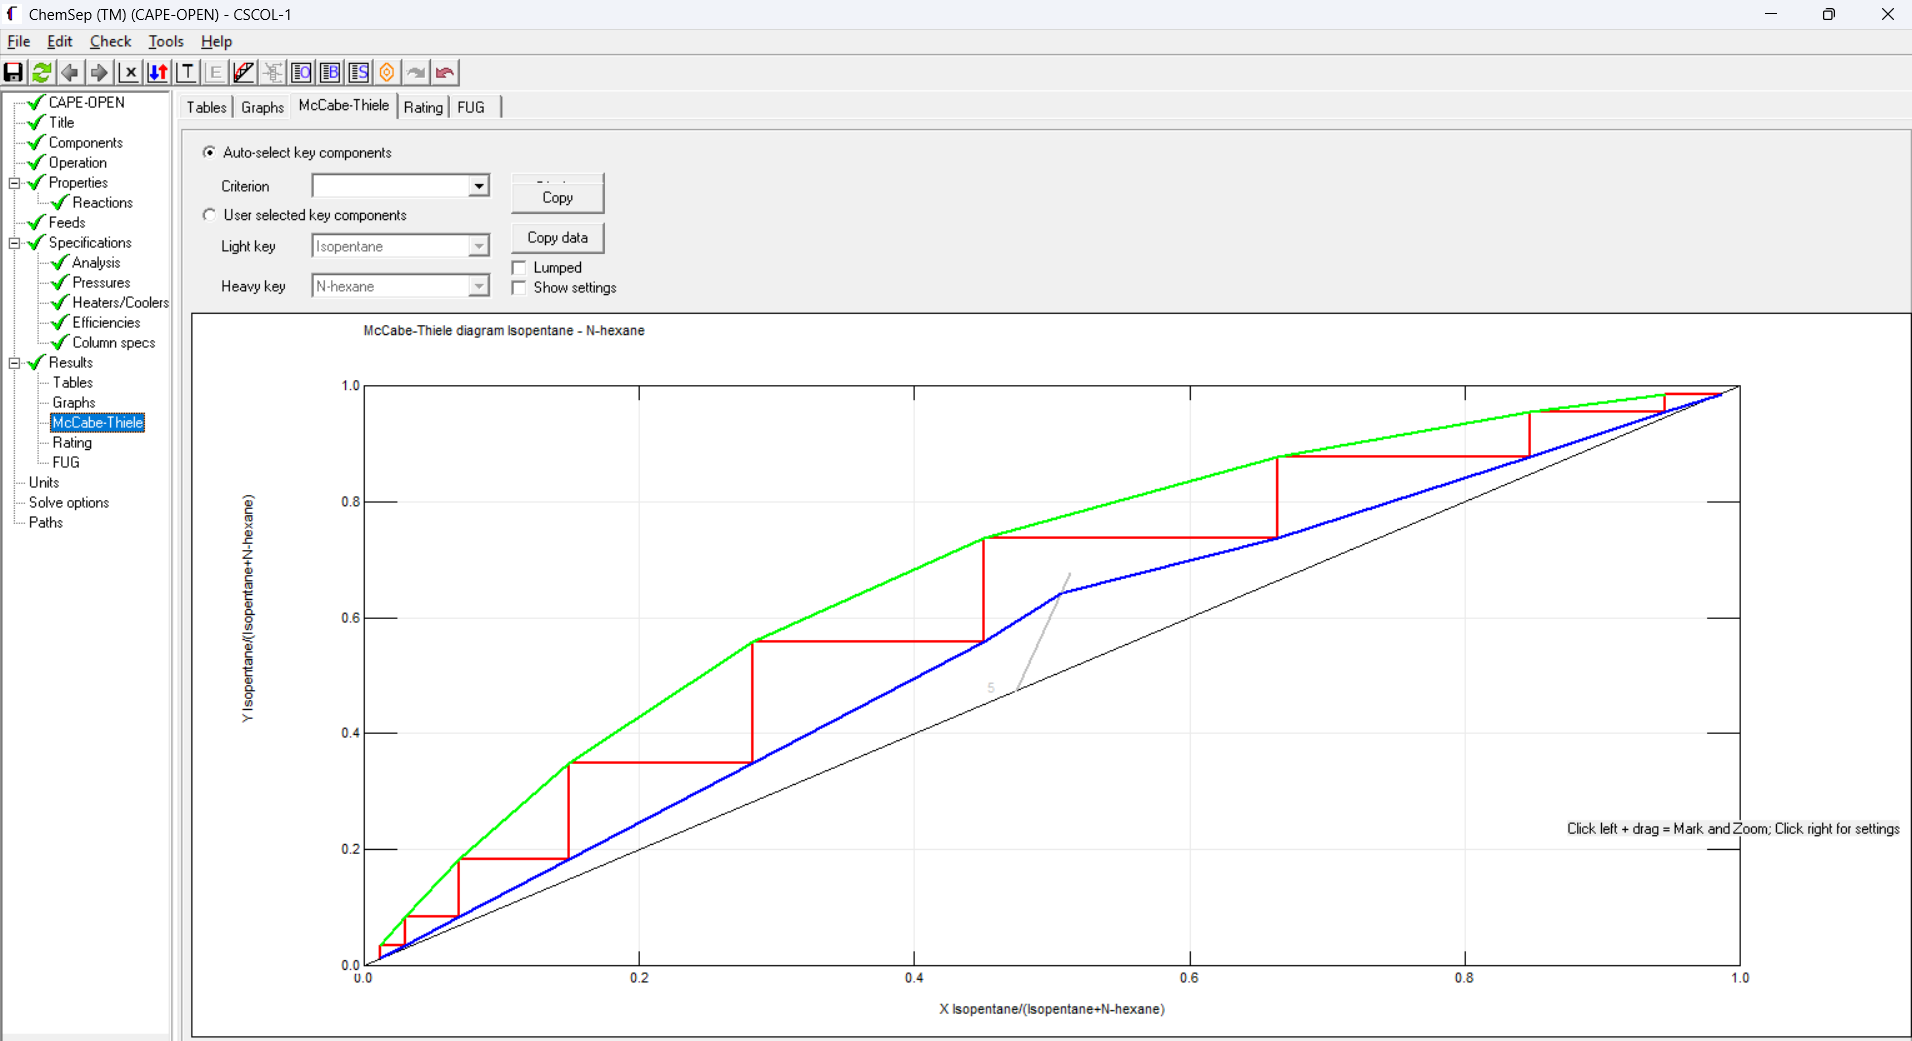 ChemSep (TM) (CAPE-OPEN) - CSCOL-1
File Edit Check Tools Help
x T E O B S
CAPE-OPEN
Title
Components
Operation
Properties
Reactions
Feeds
Specifications
Analysis
Pressures
Heaters/Coolers
Efficiencies
Column specs
Results
Tables
Graphs
McCabe-Thiele
Rating
FUG
Units
Solve options
Paths
Tables Graphs McCabe-Thiele Rating FUG
Auto-select key components
Criterion
Copy
User selected key components
Light key Isopentane
Copy data
Heavy key N-hexane
Lumped
Show settings
McCabe-Thiele diagram Isopentane - N-hexane
1.0
0.8
0.6
0.4
0.2
0.0
Y Isopentane/(Isopentane+N-hexane)
5
Click left + drag = Mark and Zoom; Click right for settings
0.0 0.2 0.4 0.6 0.8 1.0
X Isopentane/(Isopentane+N-hexane)